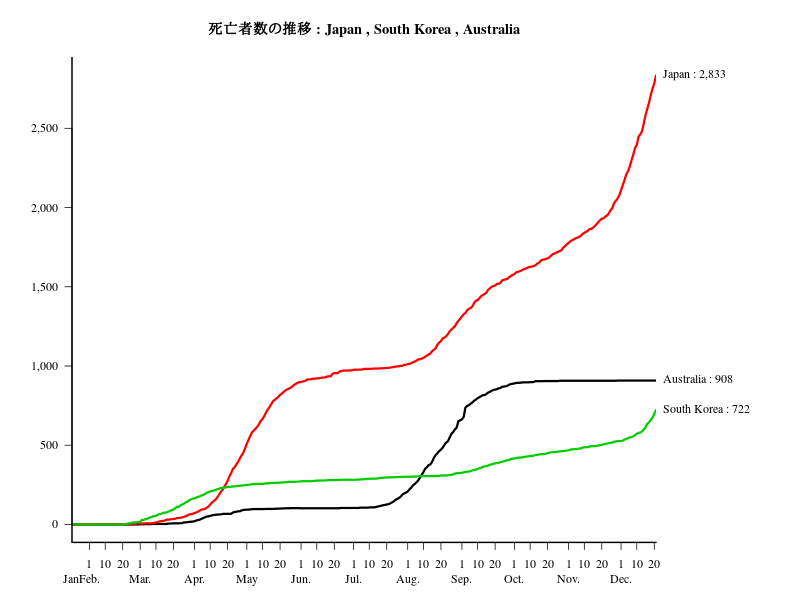 死亡者数の推移 : Japan , South Korea , Australia
Japan : 2,833
2,500
2,000
1,500
1,000
Australia : 908
South Korea : 722
500
0
1 10 20 1 10 20 1 10 20 1 10 20 1 10 20 1 10 20 1 10 20 1 10 20 1 10 20 1 10 20 1 10 20
JanFeb. Mar. Apr. May Jun. Jul. Aug. Sep. Oct. Nov. Dec.